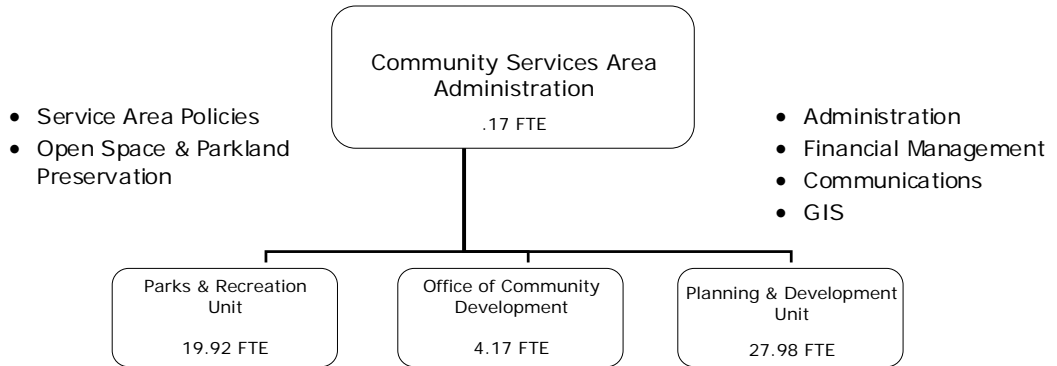 Community Services Area
Administration
.17 FTE
• Service Area Policies
• Open Space & Parkland
Preservation
• Administration
• Financial Management
• Communications
• GIS
Parks & Recreation
Unit
19.92 FTE
Office of Community
Development
4.17 FTE
Planning & Development
Unit
27.98 FTE